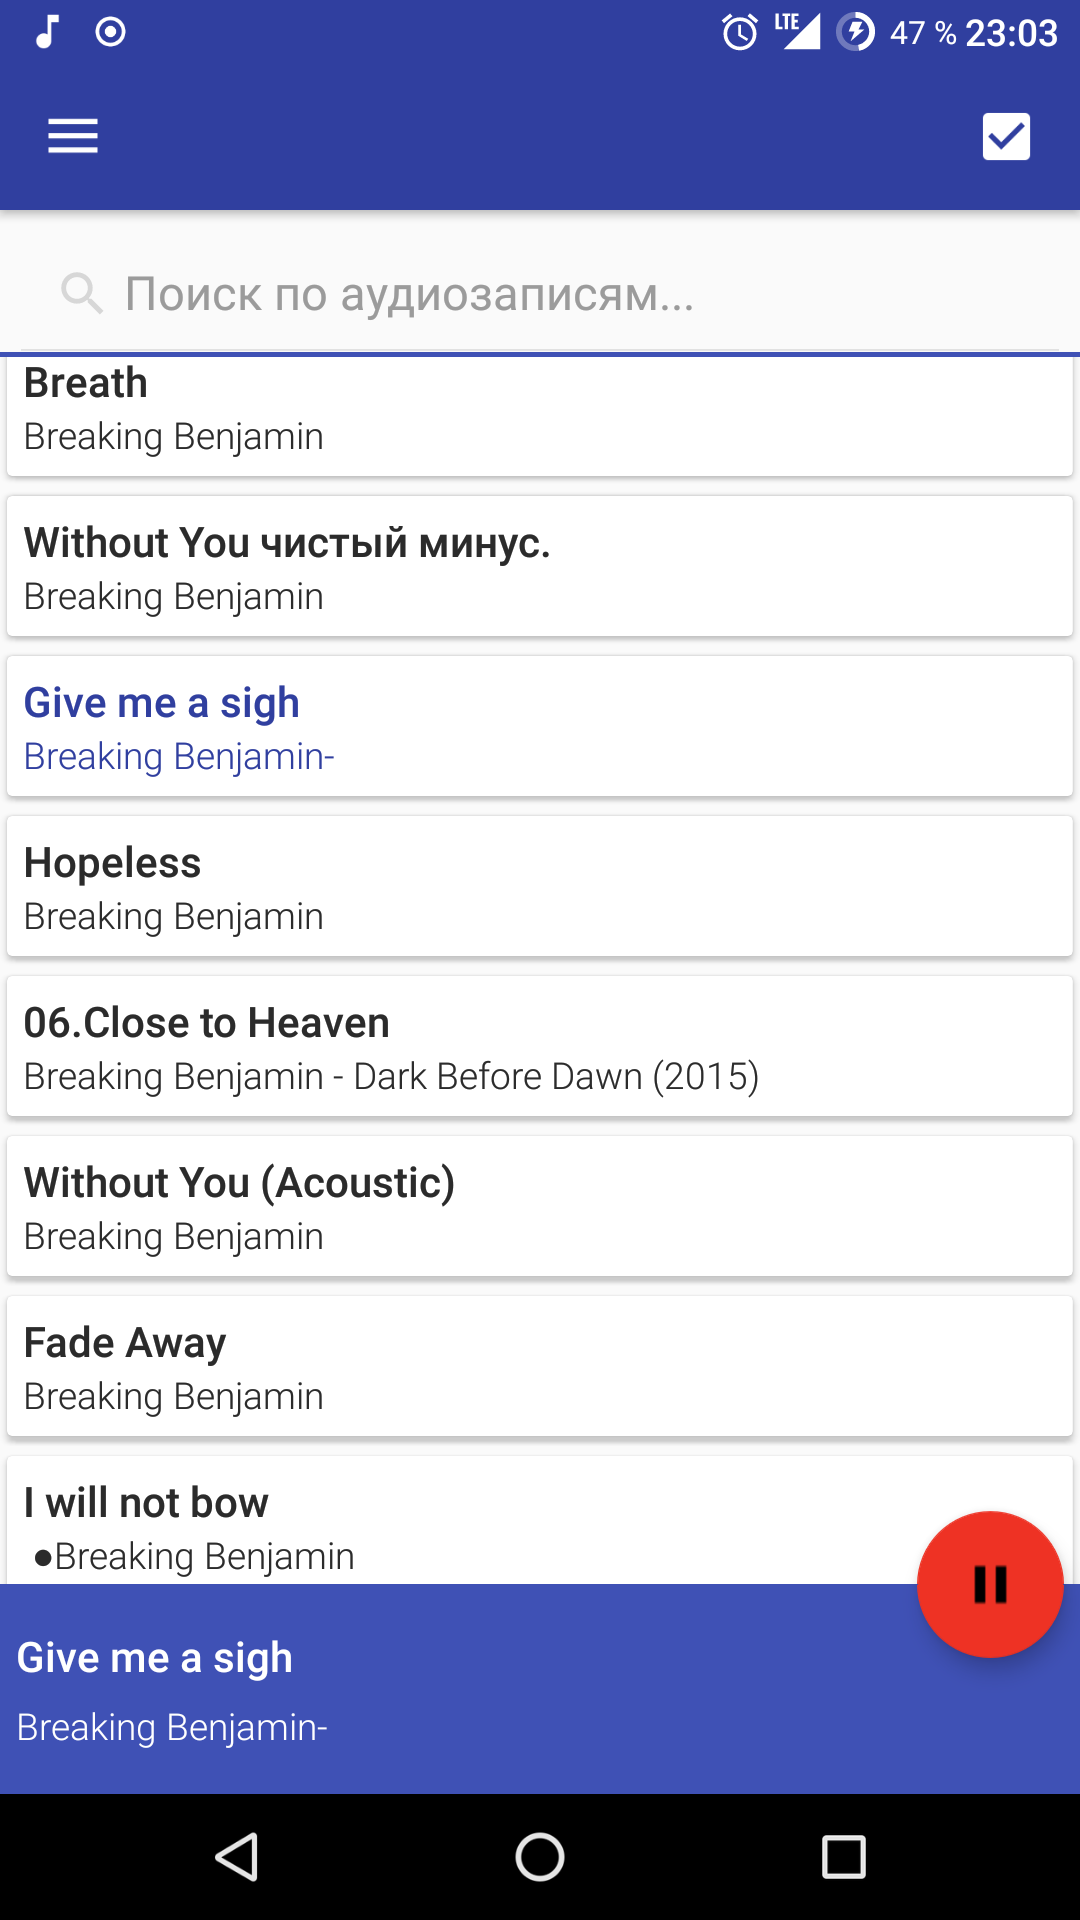 LTE 47 % 23:03
Поиск по аудиозаписям...
Breath
Breaking Benjamin
Without You чистый минус.
Breaking Benjamin
Give me a sigh
Breaking Benjamin-
Hopeless
Breaking Benjamin
06.Close to Heaven
Breaking Benjamin - Dark Before Dawn (2015)
Without You (Acoustic)
Breaking Benjamin
Fade Away
Breaking Benjamin
I will not bow
●Breaking Benjamin
Give me a sigh
Breaking Benjamin-